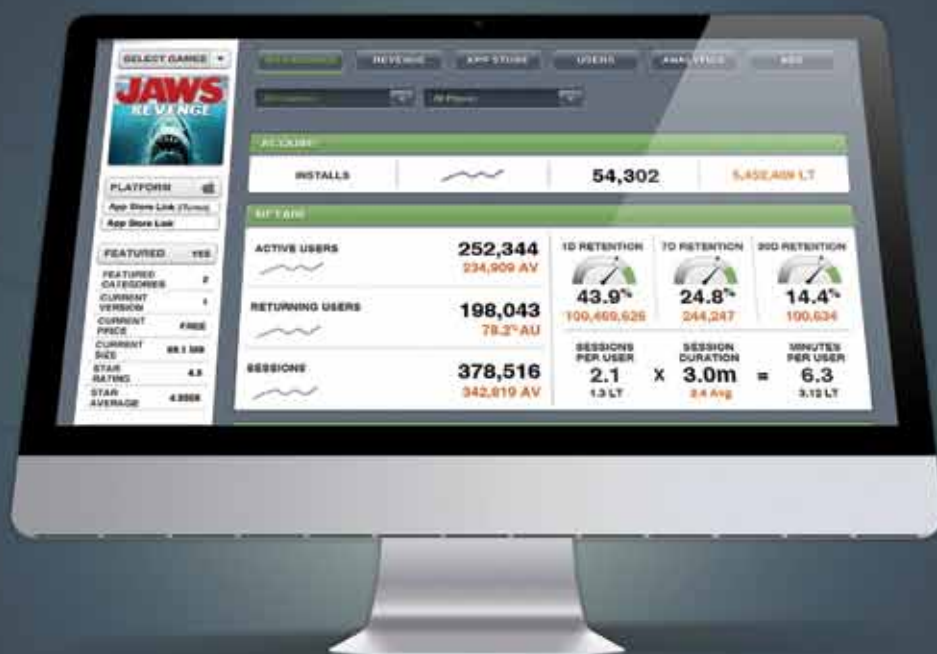 SELECT GAMES
REVENUE
APP STORE
USERS
ANALYTICS
ADS
JAWS
REVENGE
PLATFORM
App Store Link (iTunes)
App Store Link
FEATURED YES
FEATURED CATEGORIES 2
CURRENT VERSION 1
CURRENT PRICE FREE
CURRENT SIZE
STAR RATING
STAR AVERAGE
ACQUIRE
INSTALLS 54,302
RETAIN
ACTIVE USERS 252,344
234,909 AV
RETURNING USERS 198,043
78.2% AU
SESSIONS 378,516
342,819 AV
1D RETENTION
43.9%
100,469,626
7D RETENTION
24.8%
244,247
RETENTION
14.4%
100,634
SESSIONS PER USER
2.1
1.3 LT
X
SESSION DURATION
3.0m
2.4 Avg
=
MINUTES PER USER
6.3
3.12 LT